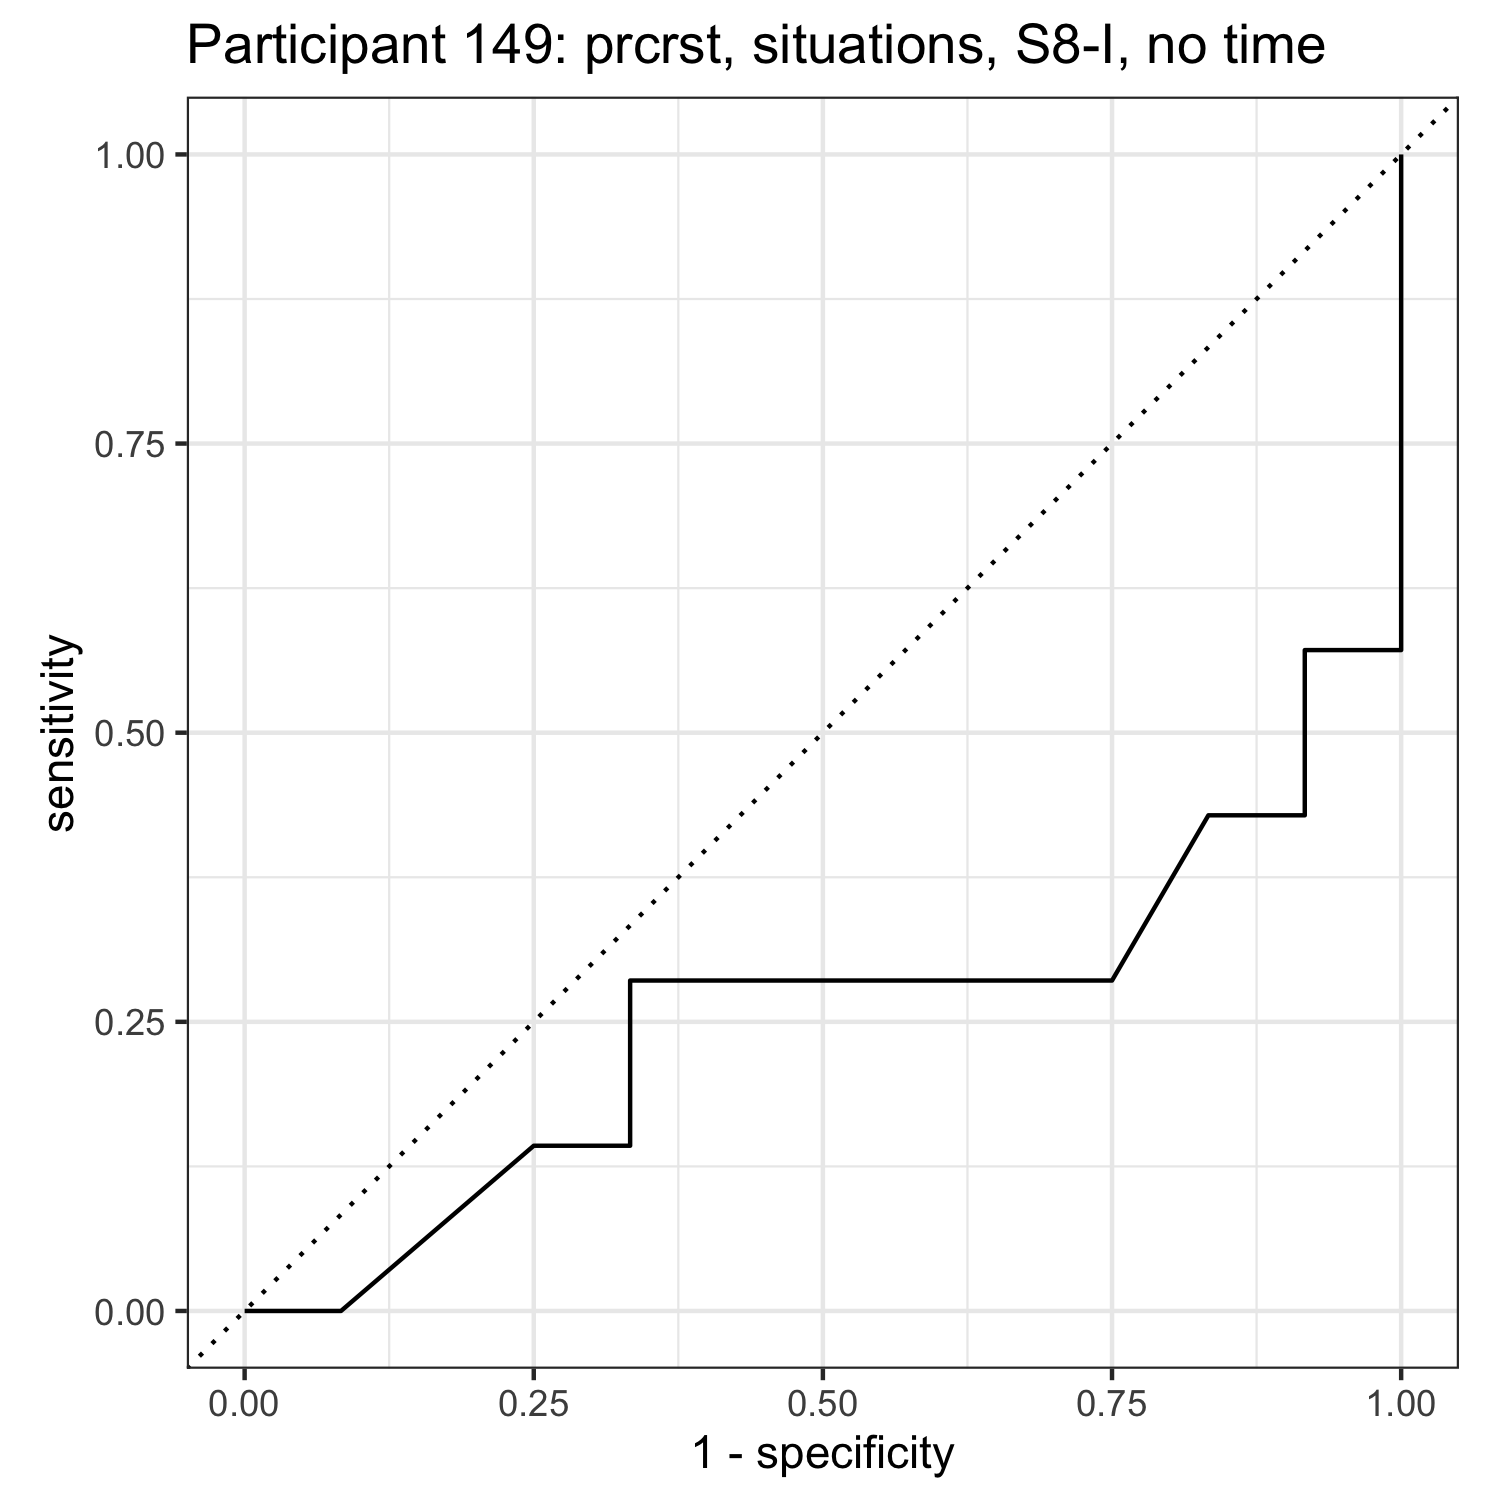 Participant 149: prcrst, situations, S8-I, no time
1.00
0.75
0.50
0.25
0.00
sensitivity
0.00 0.25 0.50 0.75 1.00
1 - specificity